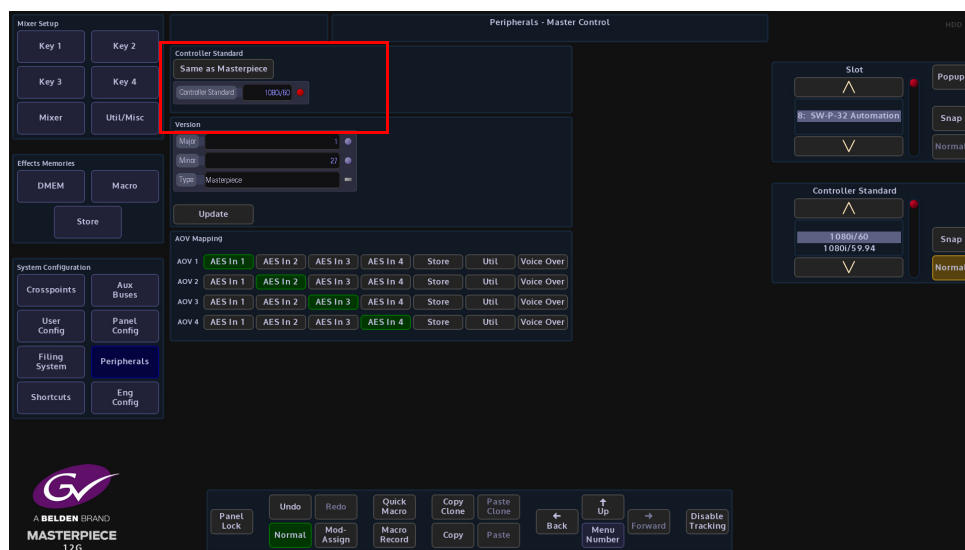 Mixer Setup
Key 1
Key 2
Key 3
Key 4
Mixer
Util/Misc
Effects Memories
DMEM
Macro
Store
System Configuration
Crosspoints
Aux
Buses
User
Config
Panel
Config
Filing
System
Peripherals
Shortcuts
Eng
Config
GV
A BELDEN BRAND
MASTERPIECE
12G
Peripherals - Master Control
HDD
Controller Standard
Same as Masterpiece
Controller Standard 1080i/60
Version
Major 1
Minor 27
Type Masterpiece
Update
AOV Mapping
AOV 1 AES In 1 AES In 2 AES In 3 AES In 4 Store Util Voice Over
AOV 2 AES In 1 AES In 2 AES In 3 AES In 4 Store Util Voice Over
AOV 3 AES In 1 AES In 2 AES In 3 AES In 4 Store Util Voice Over
AOV 4 AES In 1 AES In 2 AES In 3 AES In 4 Store Util Voice Over
Slot
8: SW-P-32 Automation
Popup
Snap
Normal
Controller Standard
1080i/60
1080i/59.94
Snap
Normal
Panel
Lock
Undo
Redo
Normal
Mod-
Assign
Quick
Macro
Macro
Record
Copy
Clone
Paste
Clone
Copy
Paste
Back
Up
Menu
Number
Forward
Disable
Tracking